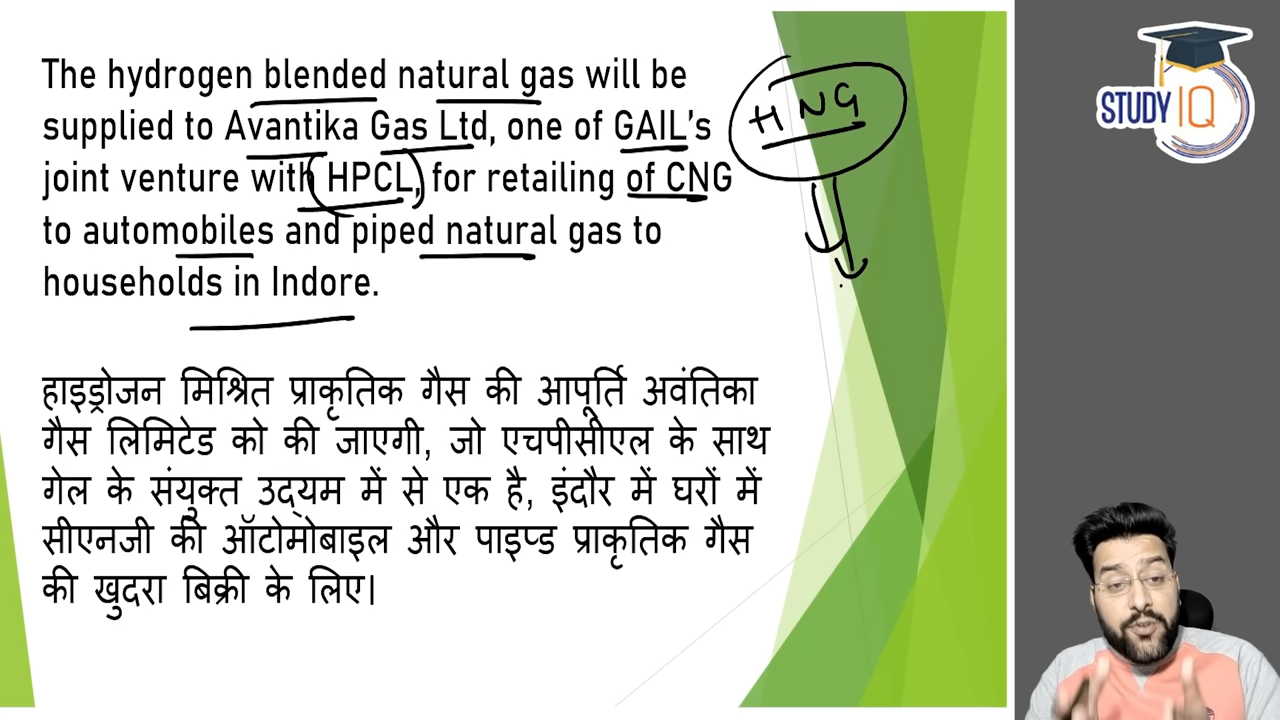 The hydrogen blended natural gas will be
supplied to Avantika Gas Ltd, one of GAIL's
joint venture with HPCL, for retailing of CNG
to automobiles and piped natural gas to
households in Indore.
HNG
STUDY IQ
हाइड्रोजन मिश्रित प्राकृतिक गैस की आपूर्ति अवंतिका
गैस लिमिटेड को की जाएगी, जो एचपीसीएल के साथ
गेल के संयुक्त उद्यम में से एक है, इंदौर में घरों में
सीएनजी की ऑटोमोबाइल और पाइप्ड प्राकृतिक गैस
की खुदरा बिक्री के लिए।